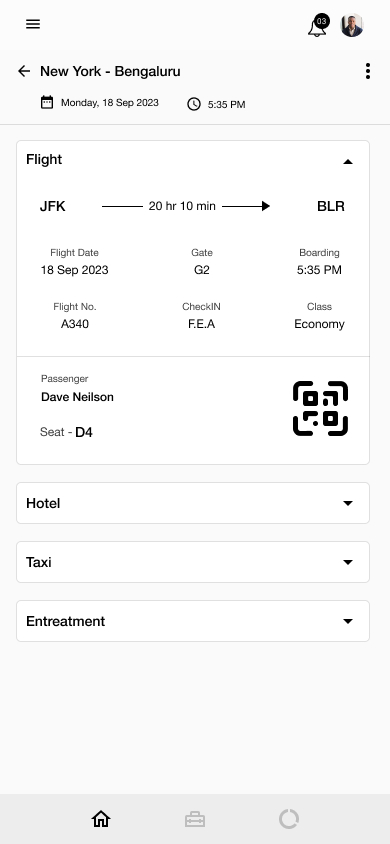 03
New York - Bengaluru
Monday, 18 Sep 2023 5:35 PM
Flight
JFK 20 hr 10 min BLR
Flight Date Gate Boarding
18 Sep 2023 G2 5:35 PM
Flight No. CheckIN Class
A340 F.E.A Economy
Passenger
Dave Neilson
Seat - D4
Hotel
Taxi
Entreatment